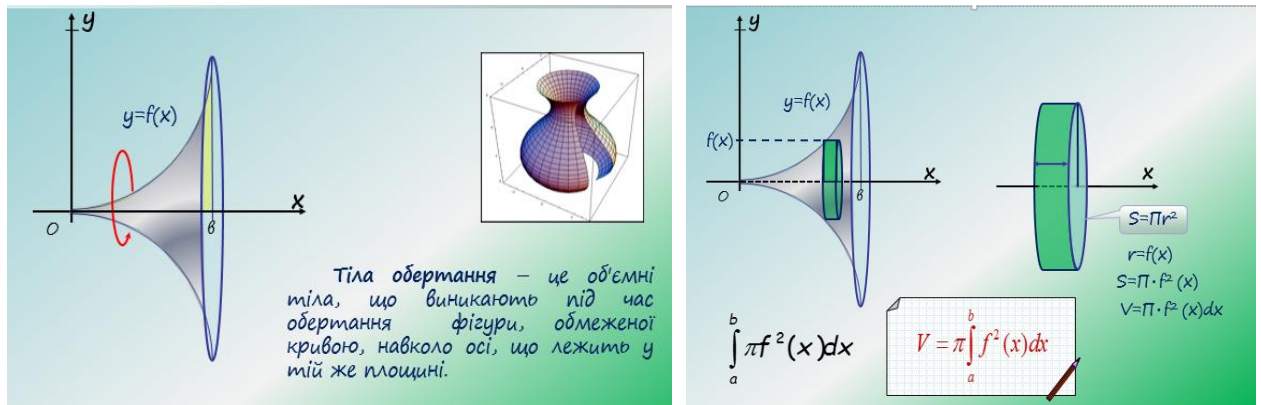 y
y=f(x)
x
O
в
Тіла обертання – це об'ємні
тіла, що виникають під час
обертання фігури, обмеженої
кривою, навколо осі, що лежить у
тій же площині.
y
y=f(x)
f(x)
x
O
в
x
S=Πr²
r=f(x)
S=Π·f²(x)
V=Π·f²(x)dx
b
∫πf²(x)dx
a
b
V=π∫f²(x)dx
a